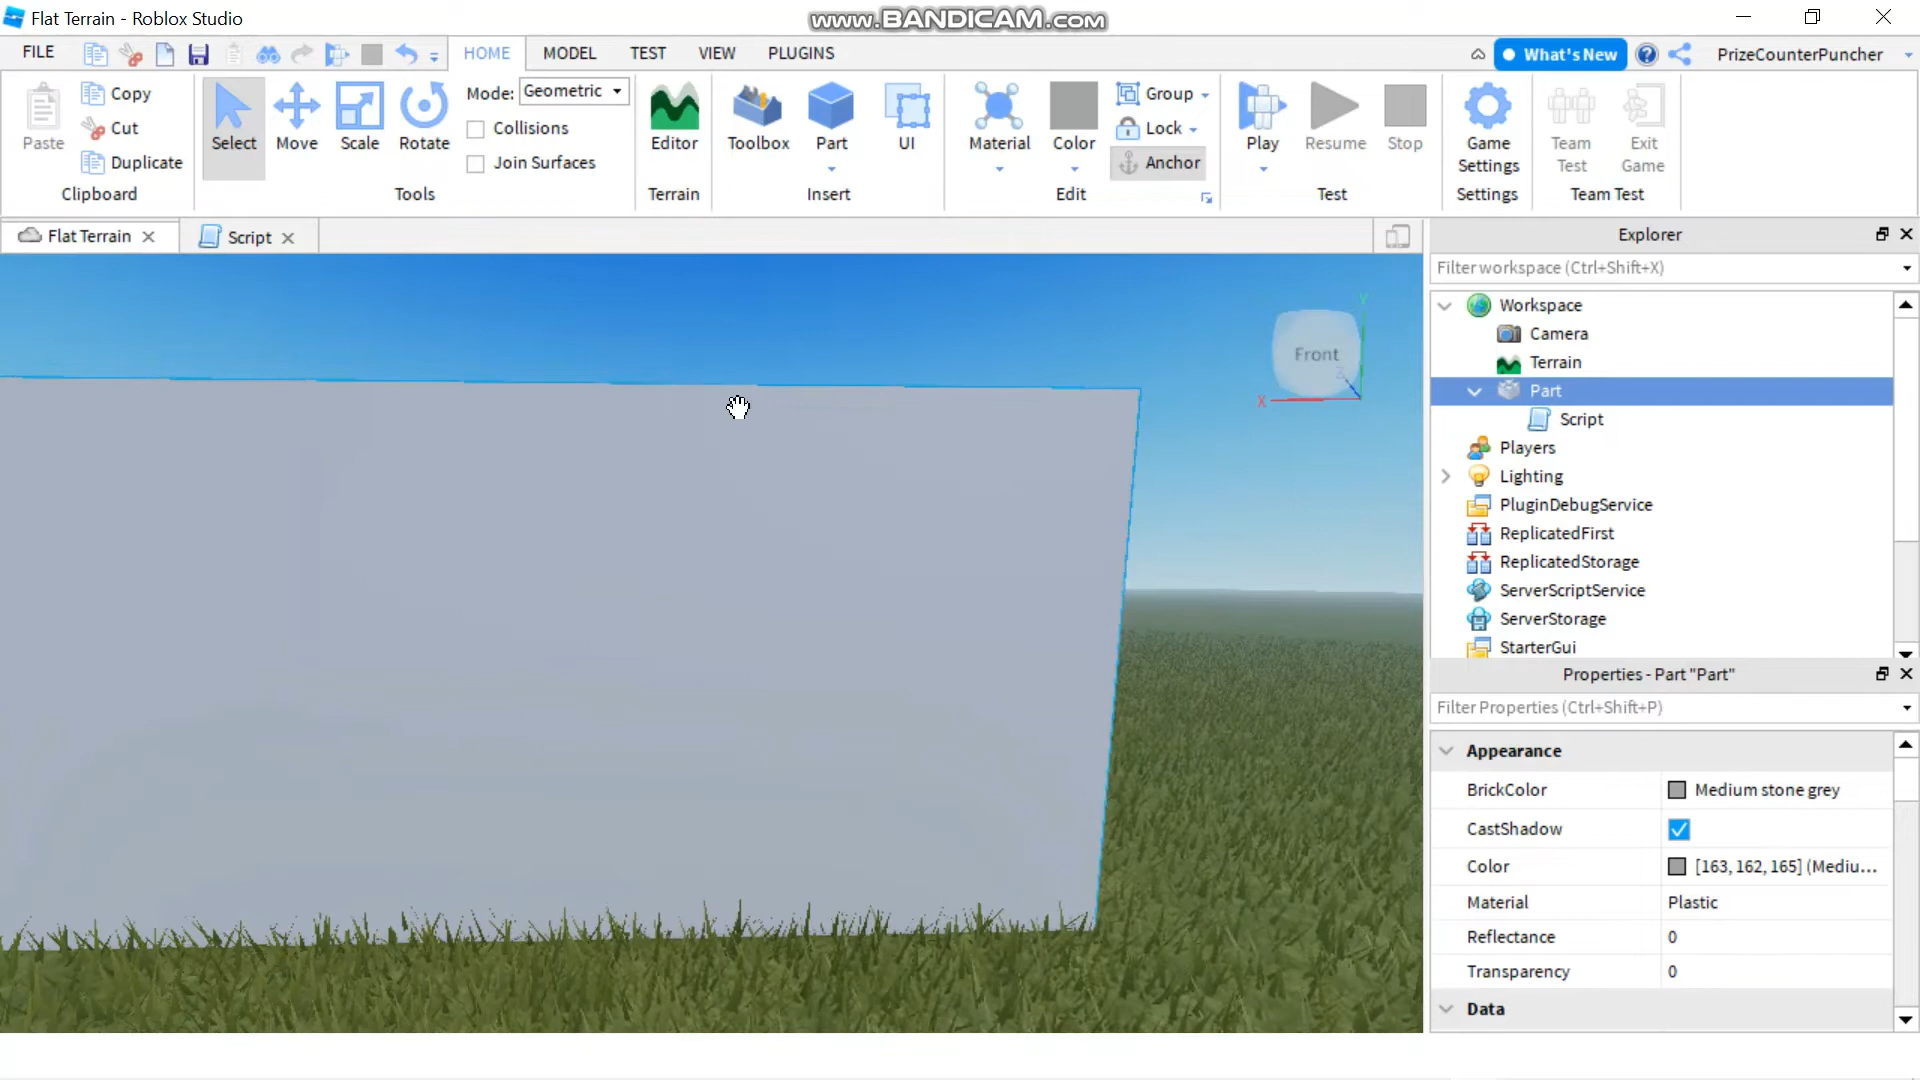 Flat Terrain - Roblox Studio
www.BANDICAM.com
FILE
HOME
MODEL
TEST
VIEW
PLUGINS
What's New
PrizeCounterPuncher
Paste
Copy
Cut
Duplicate
Clipboard
Select
Move
Scale
Rotate
Mode: Geometric
Collisions
Join Surfaces
Tools
Editor
Terrain
Toolbox
Part
UI
Insert
Material
Color
Group
Lock
Anchor
Edit
Play
Resume
Stop
Test
Game
Settings
Settings
Team
Test
Exit
Game
Team Test
Flat Terrain
Script
Front
X
Y
Z
Explorer
Filter workspace (Ctrl+Shift+X)
Workspace
Camera
Terrain
Part
Script
Players
Lighting
PluginDebugService
ReplicatedFirst
ReplicatedStorage
ServerScriptService
ServerStorage
StarterGui
Properties - Part "Part"
Filter Properties (Ctrl+Shift+P)
Appearance
BrickColor Medium stone grey
CastShadow
Color [163, 162, 165] (Mediu...
Material Plastic
Reflectance 0
Transparency 0
Data